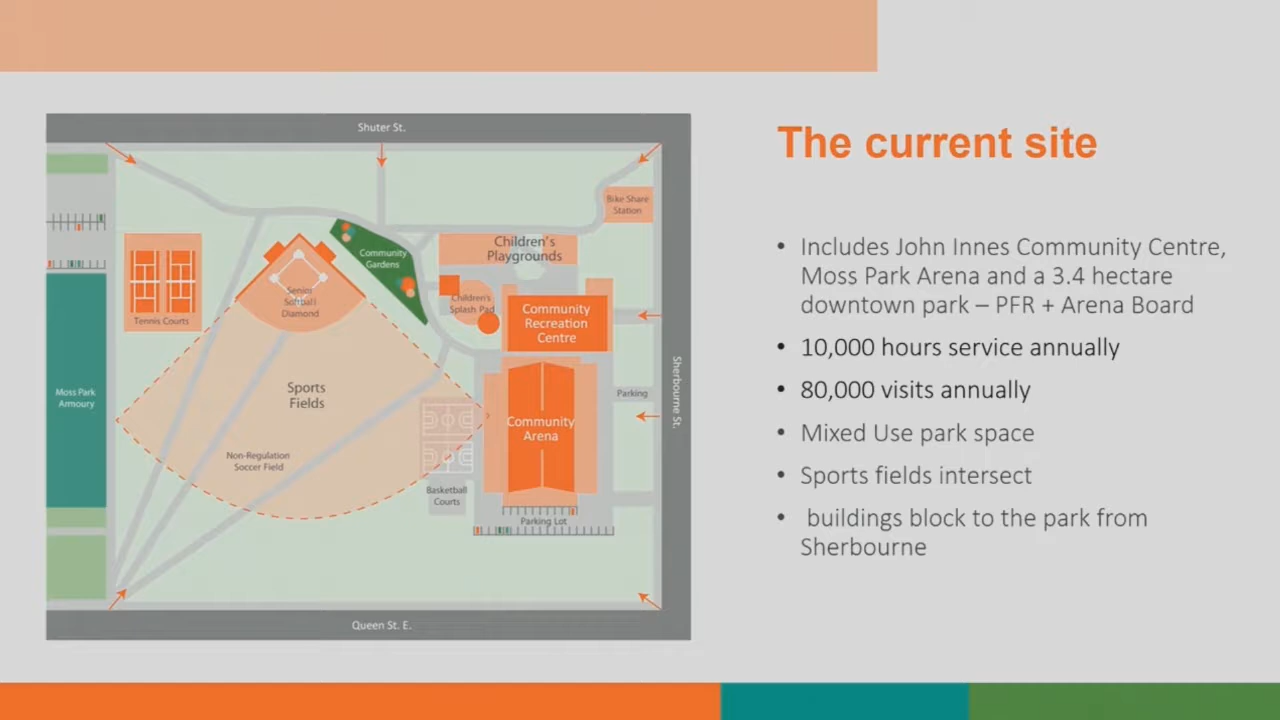 Shuter St.
Bike Share
Station
Children's
Playgrounds
Community
Gardens
Senior
Softball
Diamond
Children's
Splash Pad
Community
Recreation
Centre
Tennis Courts
Sports
Fields
Moss Park
Armoury
Parking
Sherbourne St.
Community
Arena
Non-Regulation
Soccer Field
Basketball
Courts
Parking Lot
Queen St. E.
The current site
• Includes John Innes Community Centre,
Moss Park Arena and a 3.4 hectare
downtown park – PFR + Arena Board
• 10,000 hours service annually
• 80,000 visits annually
• Mixed Use park space
• Sports fields intersect
• buildings block to the park from
Sherbourne